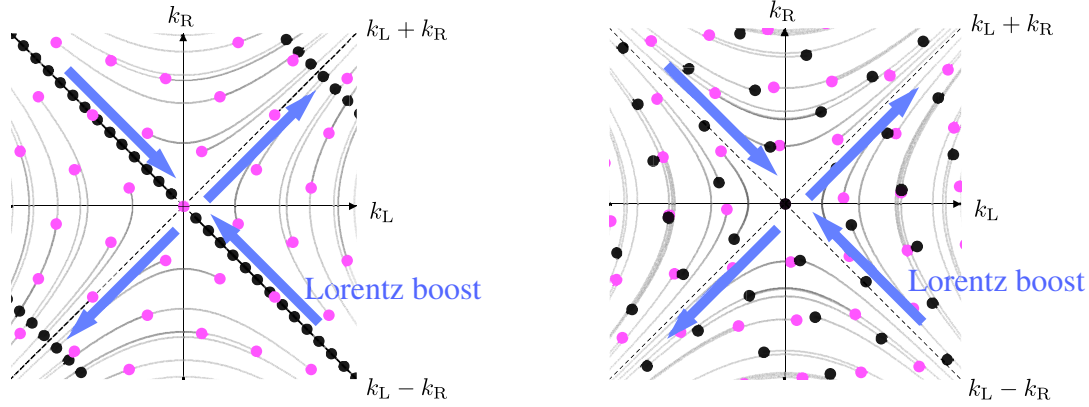 k_R
k_L + k_R
k_L
Lorentz boost
k_L − k_R
k_R
k_L + k_R
k_L
Lorentz boost
k_L − k_R